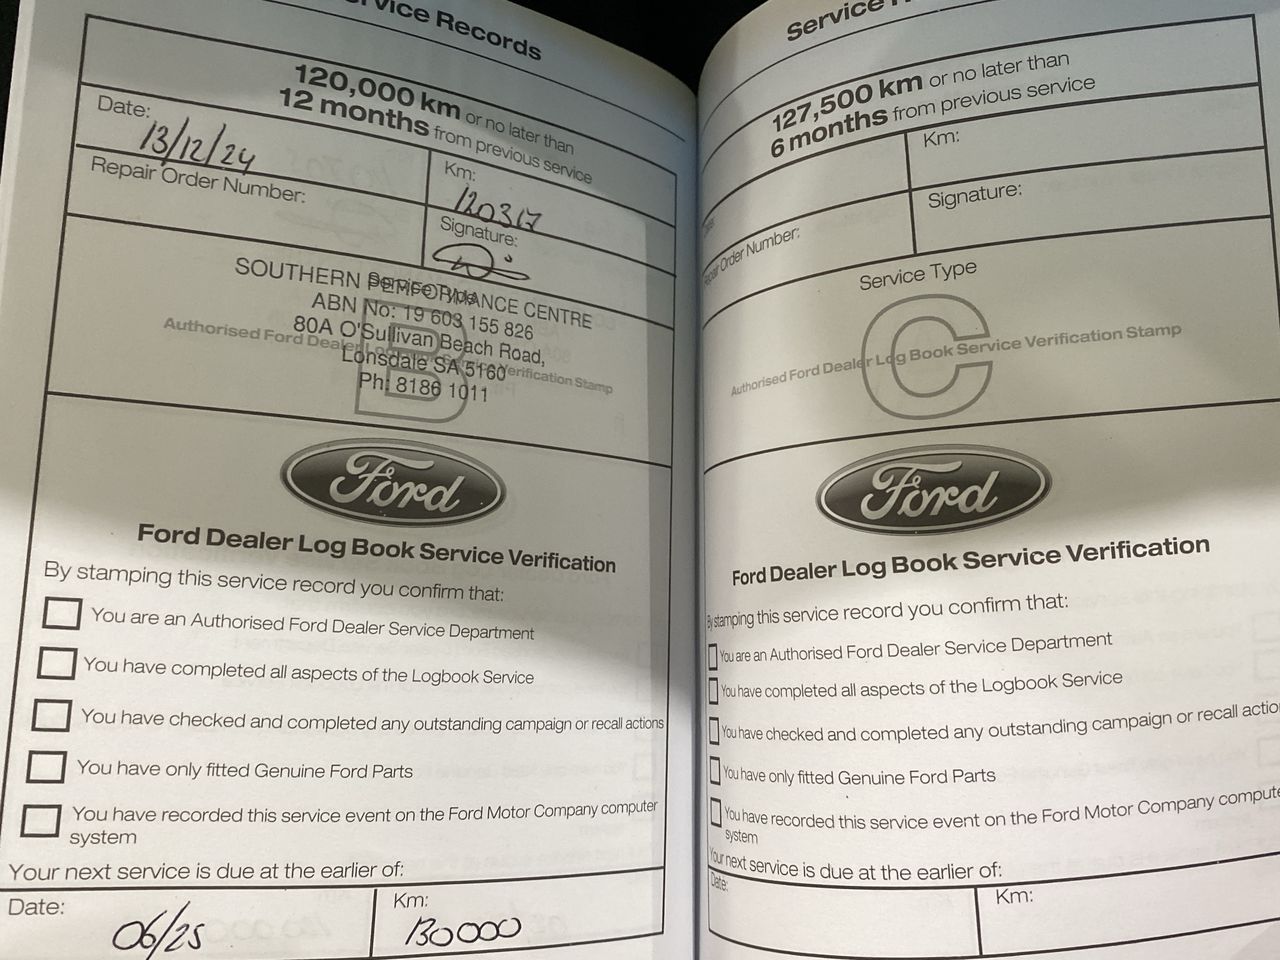 Service Records
120,000 km or no later than
12 months from previous service
Date:
13/12/24
Km:
120317
Repair Order Number:
Signature:
Service Type
B
Authorised Ford Dealer Log Book Service Verification Stamp
SOUTHERN PERFORMANCE CENTRE
ABN No: 19 603 155 826
80A O'Sullivan Beach Road,
Lonsdale SA 5160
Ph: 8186 1011
Ford
Ford Dealer Log Book Service Verification
By stamping this service record you confirm that:
You are an Authorised Ford Dealer Service Department
You have completed all aspects of the Logbook Service
You have checked and completed any outstanding campaign or recall actions
You have only fitted Genuine Ford Parts
You have recorded this service event on the Ford Motor Company computer
system
Your next service is due at the earlier of:
Date:
06/25
Km:
130000
Service
127,500 km or no later than
6 months from previous service
Date:
Km:
Repair Order Number:
Signature:
Service Type
C
Authorised Ford Dealer Log Book Service Verification Stamp
Ford
Ford Dealer Log Book Service Verification
By stamping this service record you confirm that:
You are an Authorised Ford Dealer Service Department
You have completed all aspects of the Logbook Service
You have checked and completed any outstanding campaign or recall actio
You have only fitted Genuine Ford Parts
You have recorded this service event on the Ford Motor Company compute
system
Your next service is due at the earlier of:
Date:
Km: